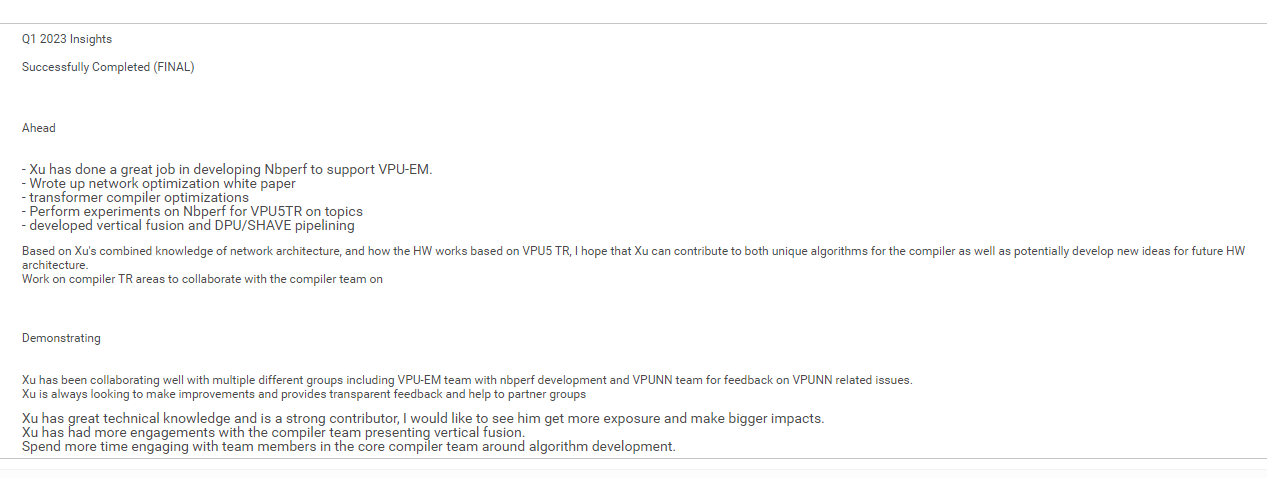 Q1 2023 Insights
Successfully Completed (FINAL)
Ahead
- Xu has done a great job in developing Nbperf to support VPU-EM.
- Wrote up network optimization white paper
- transformer compiler optimizations
- Perform experiments on Nbperf for VPU5TR on topics
- developed vertical fusion and DPU/SHAVE pipelining
Based on Xu's combined knowledge of network architecture, and how the HW works based on VPU5 TR, I hope that Xu can contribute to both unique algorithms for the compiler as well as potentially develop new ideas for future HW
architecture.
Work on compiler TR areas to collaborate with the compiler team on
Demonstrating
Xu has been collaborating well with multiple different groups including VPU-EM team with nbperf development and VPUNN team for feedback on VPUNN related issues.
Xu is always looking to make improvements and provides transparent feedback and help to partner groups
Xu has great technical knowledge and is a strong contributor, I would like to see him get more exposure and make bigger impacts.
Xu has had more engagements with the compiler team presenting vertical fusion.
Spend more time engaging with team members in the core compiler team around algorithm development.